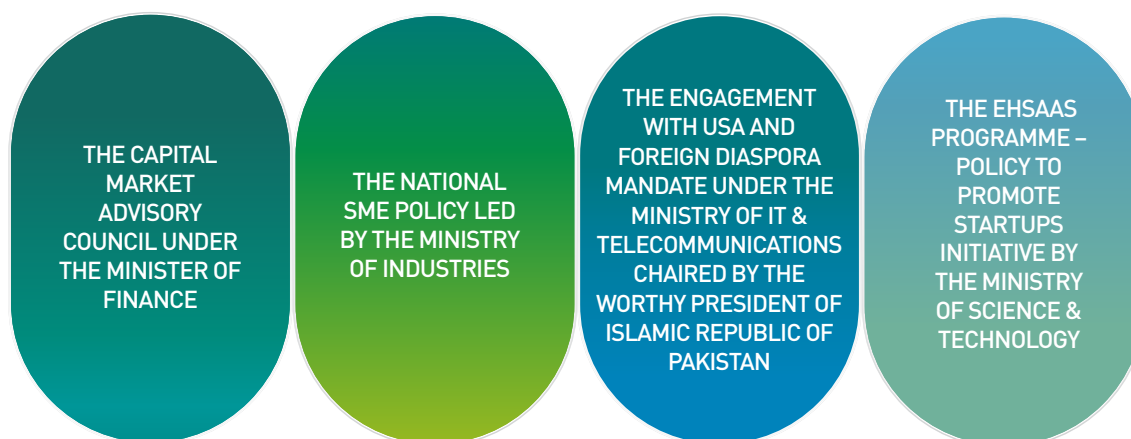 THE CAPITAL
MARKET
ADVISORY
COUNCIL UNDER
THE MINISTER OF
FINANCE
THE NATIONAL
SME POLICY LED
BY THE MINISTRY
OF INDUSTRIES
THE ENGAGEMENT
WITH USA AND
FOREIGN DIASPORA
MANDATE UNDER THE
MINISTRY OF IT &
TELECOMMUNICATIONS
CHAIRED BY THE
WORTHY PRESIDENT OF
ISLAMIC REPUBLIC OF
PAKISTAN
THE EHSAAS
PROGRAMME –
POLICY TO
PROMOTE
STARTUPS
INITIATIVE BY
THE MINISTRY
OF SCIENCE &
TECHNOLOGY